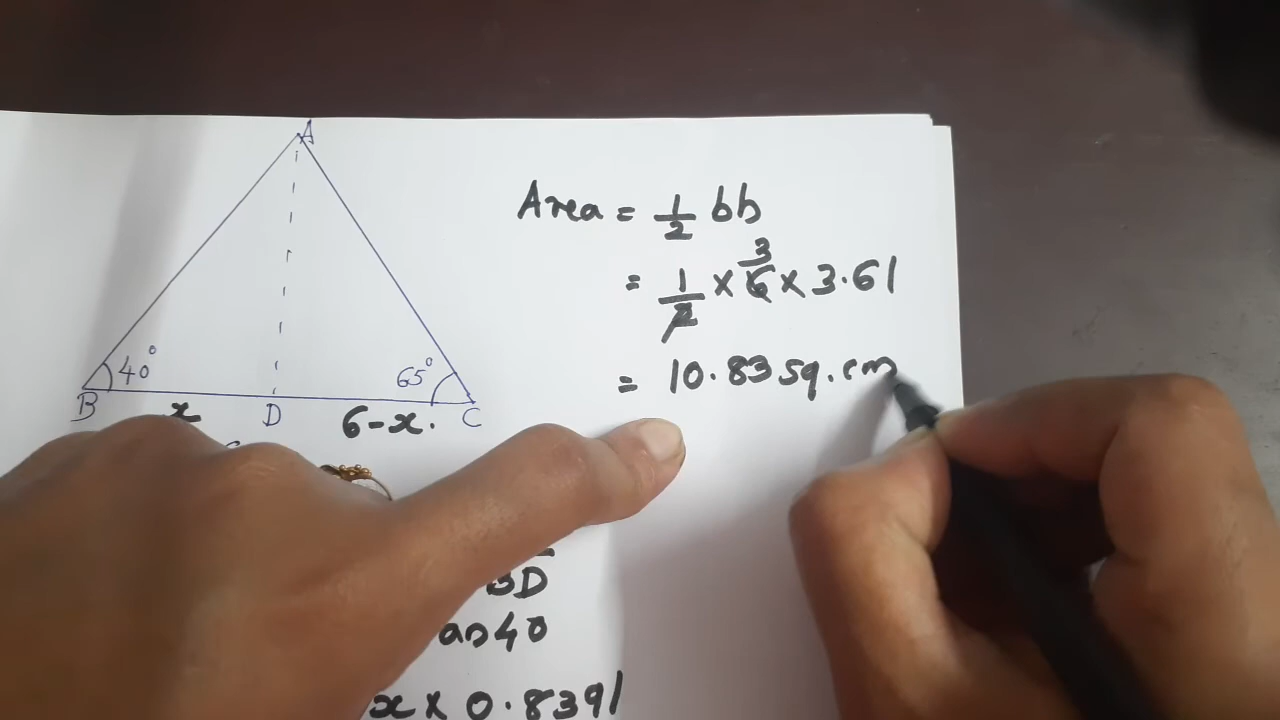 A
40°
65°
B
x
D
6-x.
C
Area = 1/2 bh
= 1/2 × 6 3 × 3.61
= 10.83 sq.cm
BD
40
x × 0.8391